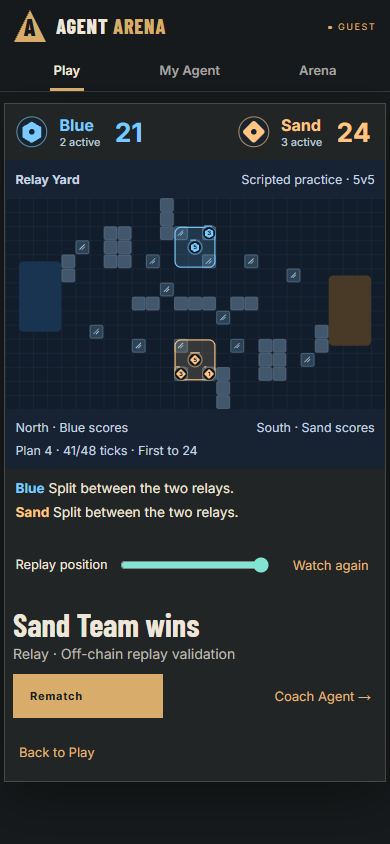 AGENT ARENA
GUEST
Play My Agent Arena
Blue 21 Sand 24
2 active 3 active
Relay Yard Scripted practice · 5v5
North · Blue scores South · Sand scores
Plan 4 · 41/48 ticks · First to 24
Blue Split between the two relays.
Sand Split between the two relays.
Replay position Watch again
Sand Team wins
Relay · Off-chain replay validation
Rematch Coach Agent →
Back to Play